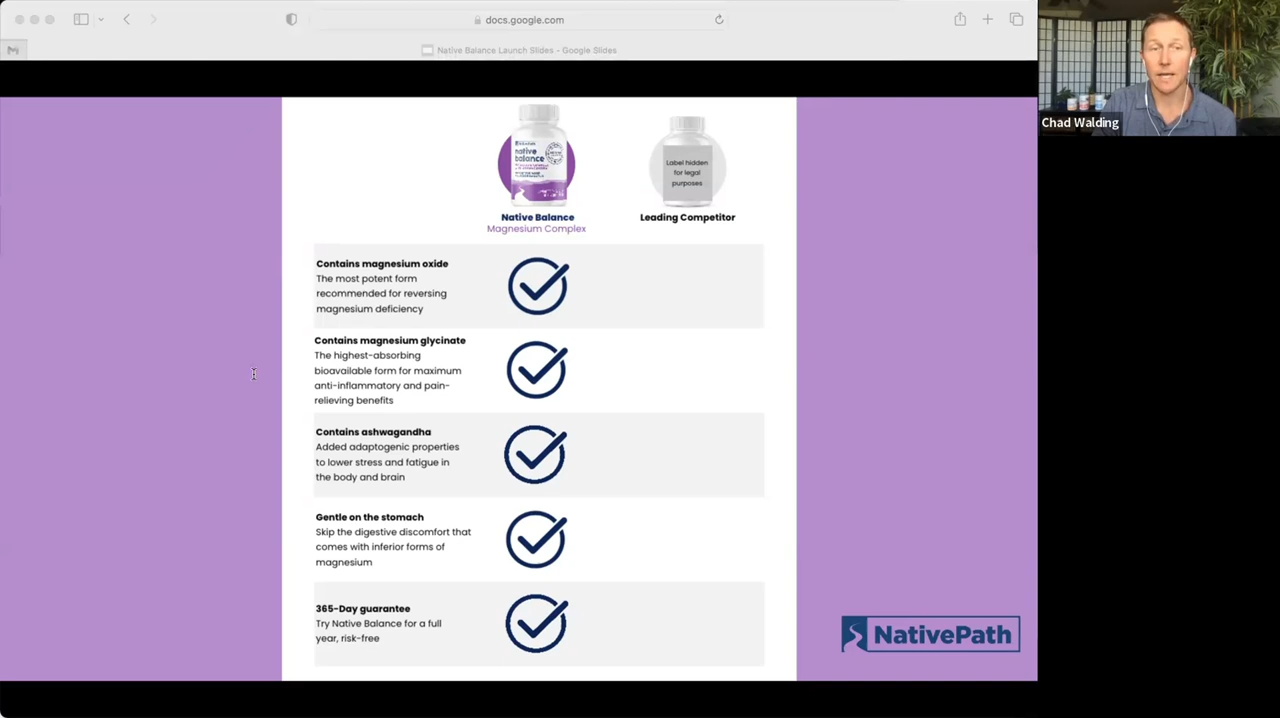 docs.google.com
Native Balance Launch Slides - Google Slides
Chad Walding
native
balance
Label hidden
for legal
purposes
Native Balance
Magnesium Complex
Leading Competitor
Contains magnesium oxide
The most potent form
recommended for reversing
magnesium deficiency
Contains magnesium glycinate
The highest-absorbing
bioavailable form for maximum
anti-inflammatory and pain-
relieving benefits
Contains ashwagandha
Added adaptogenic properties
to lower stress and fatigue in
the body and brain
Gentle on the stomach
Skip the digestive discomfort that
comes with inferior forms of
magnesium
365-Day guarantee
Try Native Balance for a full
year, risk-free
NativePath